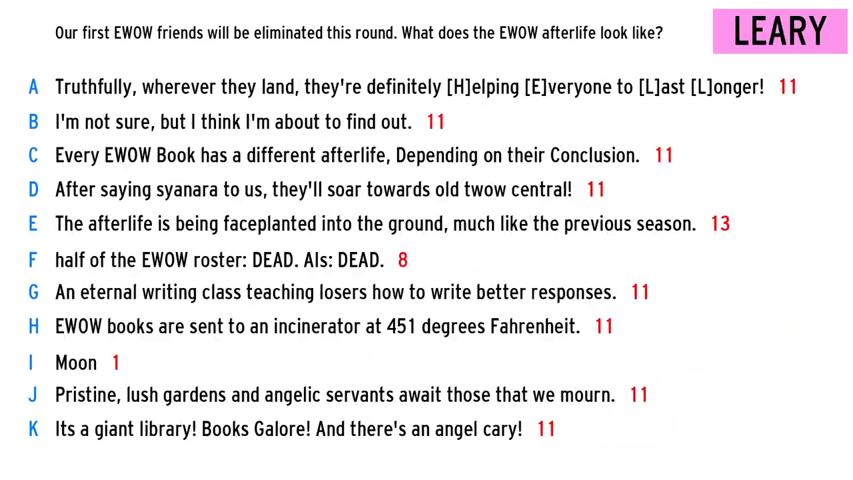 Our first EWOW friends will be eliminated this round. What does the EWOW afterlife look like?
LEARY
A Truthfully, wherever they land, they're definitely [H]elping [E]veryone to [L]ast [L]onger! 11
B I'm not sure, but I think I'm about to find out. 11
C Every EWOW Book has a different afterlife, Depending on their Conclusion. 11
D After saying syanara to us, they'll soar towards old twow central! 11
E The afterlife is being faceplanted into the ground, much like the previous season. 13
F half of the EWOW roster: DEAD. AIs: DEAD. 8
G An eternal writing class teaching losers how to write better responses. 11
H EWOW books are sent to an incinerator at 451 degrees Fahrenheit. 11
I Moon 1
J Pristine, lush gardens and angelic servants await those that we mourn. 11
K Its a giant library! Books Galore! And there's an angel cary! 11